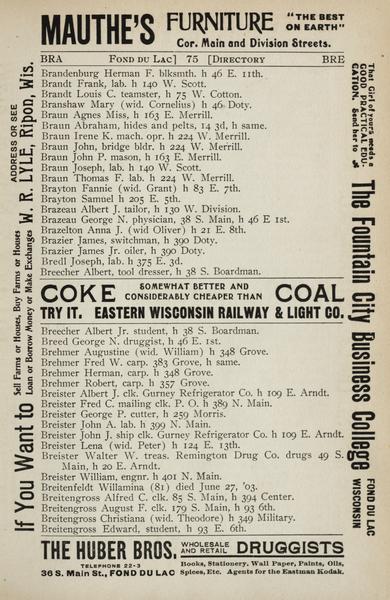 MAUTHE'S FURNITURE "THE BEST ON EARTH"
Cor. Main and Division Streets.
BRA FOND DU LAC] 75 [DIRECTORY BRE
Brandenburg Herman F. blksmth. h 46 E. 11th.
Brandt Frank, lab. h 140 W. Scott.
Brandt Louis C. teamster, h 75 W. Cotton.
Branshaw Mary (wid. Cornelius) h 46 Doty.
Braun Agnes Miss, h 163 E. Merrill.
Braun Abraham, hides and pelts, 14 3d, h same.
Braun Irene K. mach. opr. h 224 W. Merrill.
Braun John, bridge bldr. h 224 W. Merrill.
Braun John P. mason, h 163 E. Merrill.
Braun Joseph, lab. h 140 W. Scott.
Braun Thomas F. lab. h 224 W. Merrill.
Brayton Fannie (wid. Grant) h 83 E. 7th.
Brayton Samuel h 205 E. 5th.
Brazeau Albert J. tailor, h 130 W. Division.
Brazeau George N. physician, 38 S. Main, h 46 E 1st.
Brazelton Anna J. (wid Oliver) h 21 E. 8th.
Brazier James, switchman, h 390 Doty.
Brazier James Jr. oiler, h 390 Doty.
Bredl Joseph, lab. h 375 E. 3d.
Breecher Albert, tool dresser, h 38 S. Boardman.
COKE SOMEWHAT BETTER AND CONSIDERABLY CHEAPER THAN COAL
TRY IT. EASTERN WISCONSIN RAILWAY & LIGHT CO.
Breecher Albert Jr. student, h 38 S. Boardman.
Breed George N. druggist, h 46 E. 1st.
Brehmer Augustine (wid. William) h 348 Grove.
Brehmer Fred W. carp. 383 Grove, h same.
Brehmer Herman, carp. h 348 Grove.
Brehmer Robert, carp. h 357 Grove.
Breister Albert J. clk. Gurney Refrigerator Co. h 109 E. Arndt.
Breister Fred C. mailing clk. P. O. h 389 N. Main.
Breister George P. cutter, h 259 Morris.
Breister John A. lab. h 399 N. Main.
Breister John J. ship clk. Gurney Refrigerator Co. h 109 E. Arndt.
Breister Lena (wid. Peter) h 124 E. 13th.
Breister Walter W. treas. Remington Drug Co. drugs 49 S.
Main, h 20 E. Arndt.
Breister William, engnr. h 401 N. Main.
Breitenfeldt Willamina (81) died June 27, '03.
Breitengross Alfred C. clk. 85 S. Main, h 394 Center.
Breitengross August F. clk. 179 S. Main, h 93 6th.
Breitengross Christiana (wid. Theodore) h 349 Military.
Breitengross Edward, student, h 93 E. 6th.
THE HUBER BROS. WHOLESALE AND RETAIL DRUGGISTS
TELEPHONE 22-3
36 S. Main St., FOND DU LAC
Books, Stationery, Wall Paper, Paints, Oils,
Spices, Etc. Agents for the Eastman Kodak.
If You Want to Sell Farms or Houses, Buy Farms or Houses
Loan or Borrow Money or Make Exchanges
ADDRESS OR SEE
W. R. LYLE, Ripon, Wis.
That Girl of yours needs a
GOOD PRACTICAL EDU-
CATION. Send her to
The Fountain City Business College
FOND DU LAC
WISCONSIN